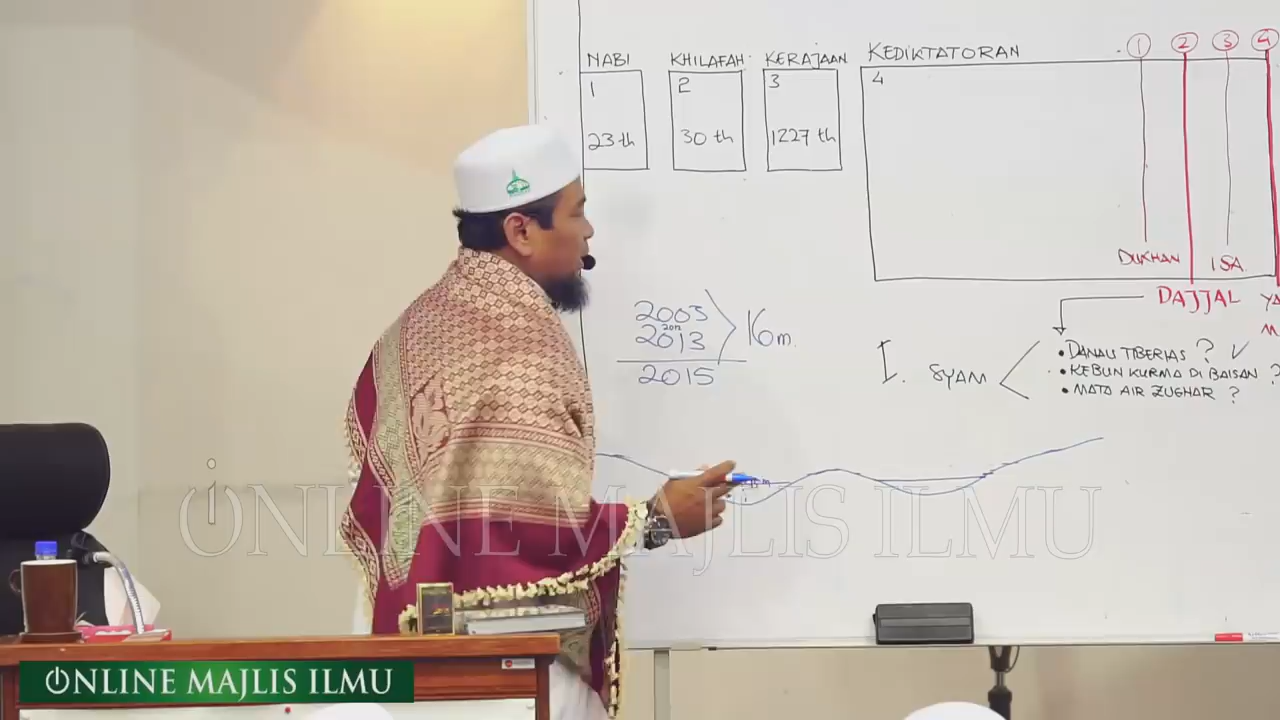 NABI
KHILAFAH
KERAJAAN
KEDIKTATORAN
1
2
3
4
1
2
3
4
23 th
30 th
1227 th
DUKHAN
ISA
DAJJAL
YA
M
2003
2013
16 m.
2015
I. SYAM
• DANAU TIBERIAS ? ✓
• KEBUN KURMA DI BAISAN ?
• MATA AIR ZUGHAR ?
ONLINE MAJLIS ILMU
ONLINE MAJLIS ILMU